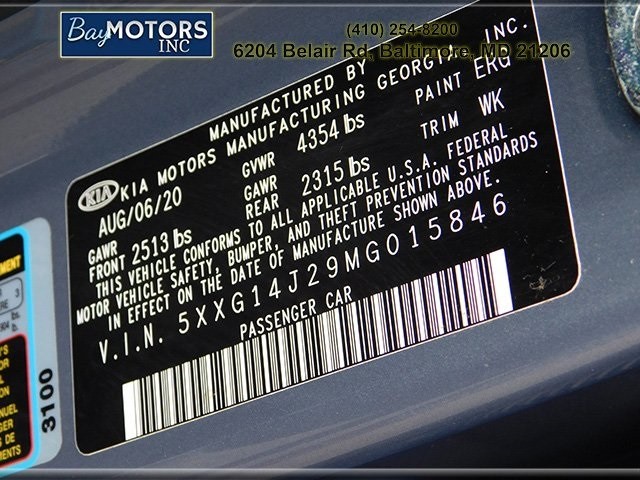 BayMOTORS
INC
(410) 254-8200
6204 Belair Rd, Baltimore, MD 21206
MANUFACTURED BY
KIA KIA MOTORS MANUFACTURING GEORGIA, INC.
AUG/06/20 GVWR 4354 lbs PAINT ERG
GAWR FRONT 2513 lbs GAWR REAR 2315 lbs TRIM WK
THIS VEHICLE CONFORMS TO ALL APPLICABLE U.S.A. FEDERAL
MOTOR VEHICLE SAFETY, BUMPER, AND THEFT PREVENTION STANDARDS
IN EFFECT ON THE DATE OF MANUFACTURE SHOWN ABOVE.
V.I.N. 5XXG14J29MG015846
PASSENGER CAR
3100